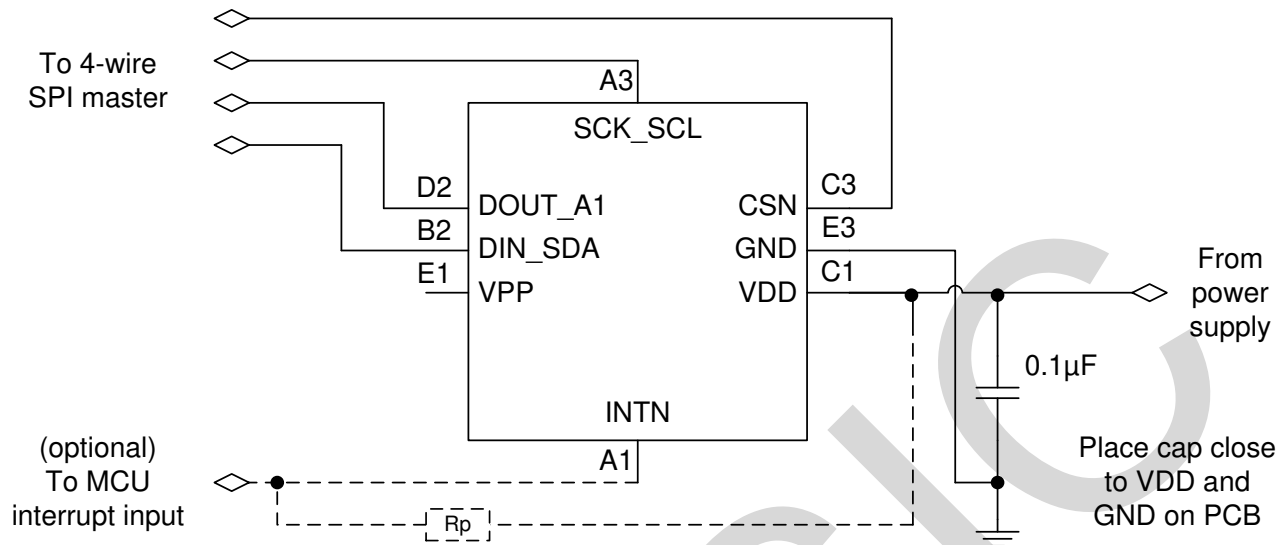 To 4-wire
SPI master
A3
SCK_SCL
D2
DOUT_A1
B2
DIN_SDA
E1
VPP
C3
CSN
E3
GND
C1
VDD
From
power
supply
0.1µF
INTN
A1
(optional)
To MCU
interrupt input
Rp
Place cap close
to VDD and
GND on PCB